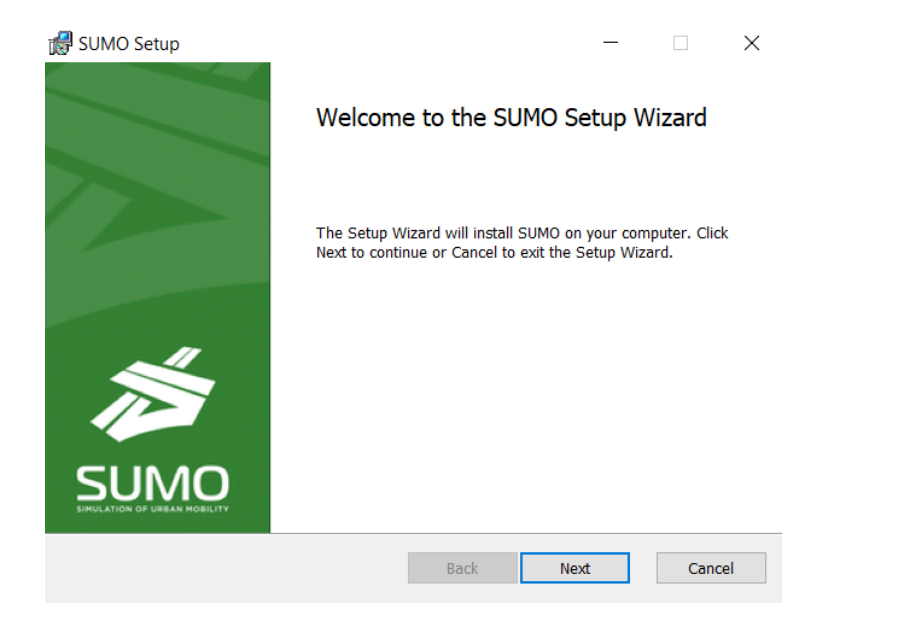 SUMO Setup
Welcome to the SUMO Setup Wizard
The Setup Wizard will install SUMO on your computer. Click
Next to continue or Cancel to exit the Setup Wizard.
SUMO
SIMULATION OF URBAN MOBILITY
Back
Next
Cancel